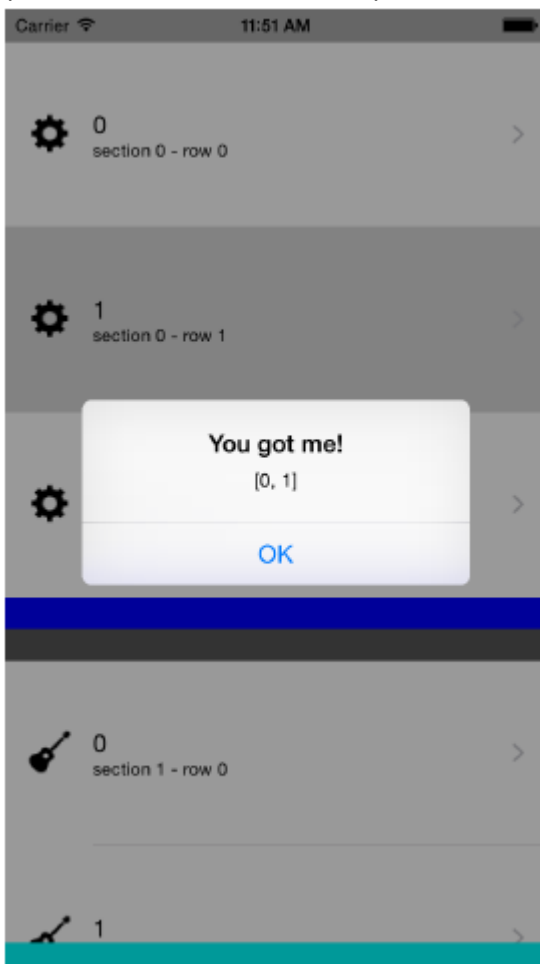 Carrier 11:51 AM
0
section 0 - row 0
1
section 0 - row 1
You got me!
[0, 1]
OK
0
section 1 - row 0
1